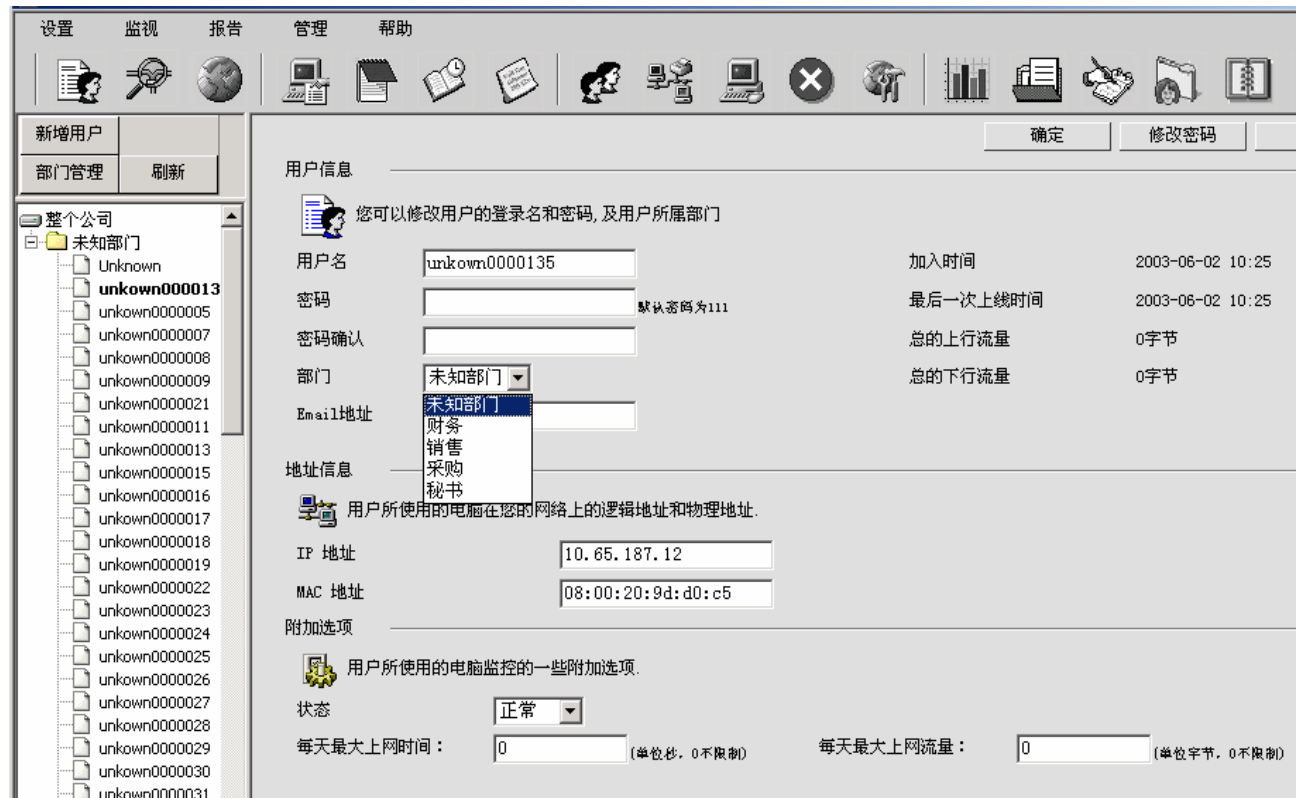 设置 监视 报告 管理 帮助
新增用户
部门管理 刷新
确定 修改密码
整个公司
未知部门
Unknown
unkown000013
unkown0000005
unkown0000007
unkown0000008
unkown0000009
unkown0000021
unkown0000011
unkown0000013
unkown0000015
unkown0000016
unkown0000017
unkown0000018
unkown0000019
unkown0000022
unkown0000023
unkown0000024
unkown0000025
unkown0000026
unkown0000027
unkown0000028
unkown0000029
unkown0000030
unkown0000031
用户信息
您可以修改用户的登录名和密码, 及用户所属部门
用户名 unkown0000135 加入时间 2003-06-02 10:25
密码 默认密码为111 最后一次上线时间 2003-06-02 10:25
密码确认 总的上行流量 0字节
部门 未知部门 总的下行流量 0字节
未知部门
财务
销售
采购
秘书
Email地址
地址信息
用户所使用的电脑在您的网络上的逻辑地址和物理地址.
IP 地址 10.65.187.12
MAC 地址 08:00:20:9d:d0:c5
附加选项
用户所使用的电脑监控的一些附加选项.
状态 正常
每天最大上网时间： 0 (单位秒, 0不限制) 每天最大上网流量： 0 (单位字节, 0不限制)